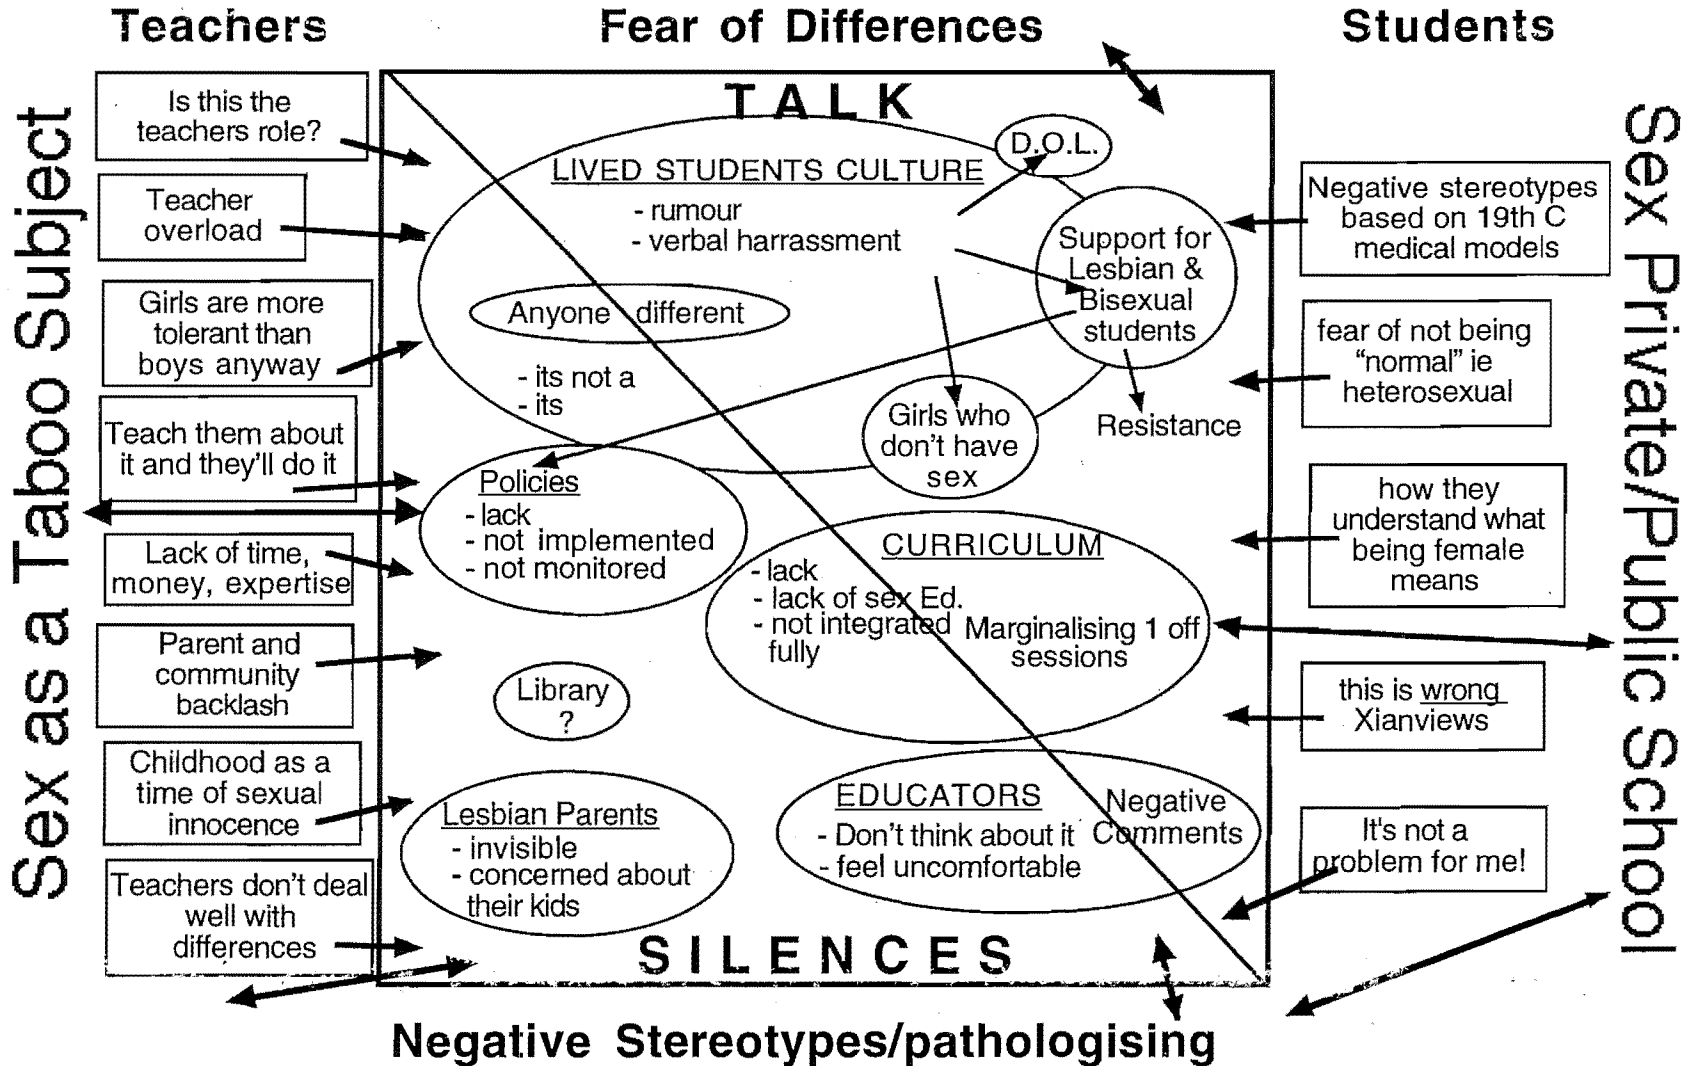 Teachers
Fear of Differences
Students
Sex as a Taboo Subject
Is this the
teachers role?
Teacher
overload
Girls are more
tolerant than
boys anyway
Teach them about
it and they'll do it
Lack of time,
money, expertise
Parent and
community
backlash
Childhood as a
time of sexual
innocence
Teachers don't deal
well with
differences
TALK
LIVED STUDENTS CULTURE
- rumour
- verbal harrassment
D.O.L.
Support for
Lesbian &
Bisexual
students
Anyone different
- its not a
- its
Girls who
don't have
sex
Resistance
Policies
- lack
- not implemented
- not monitored
CURRICULUM
- lack
- lack of sex Ed.
- not integrated
fully
Marginalising 1 off
sessions
Library
?
Lesbian Parents
- invisible
- concerned about
their kids
EDUCATORS
- Don't think about it
- feel uncomfortable
Negative
Comments
SILENCES
Negative stereotypes
based on 19th C
medical models
fear of not being
"normal" ie
heterosexual
how they
understand what
being female
means
this is wrong
Xianviews
It's not a
problem for me!
Sex Private/Public School
Negative Stereotypes/pathologising